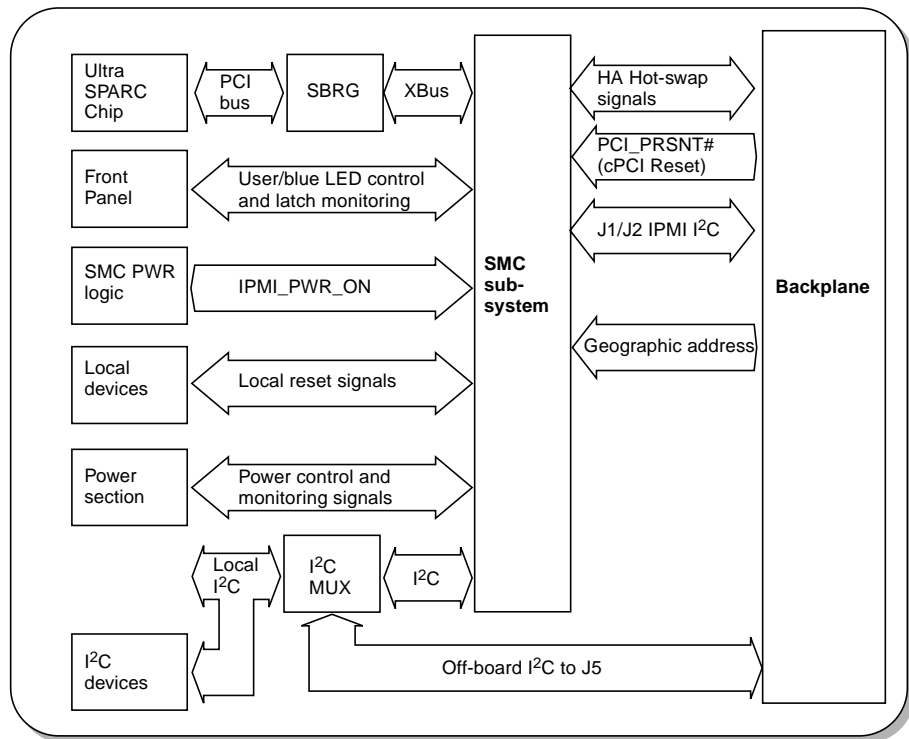 Ultra
SPARC
Chip
PCI
bus
SBRG
XBus
HA Hot-swap
signals
PCI_PRSNT#
(cPCI Reset)
Front
Panel
User/blue LED control
and latch monitoring
J1/J2 IPMI I²C
SMC PWR
logic
IPMI_PWR_ON
SMC
sub-
system
Backplane
Geographic address
Local
devices
Local reset signals
Power
section
Power control and
monitoring signals
Local
I²C
I²C
MUX
I²C
I²C
devices
Off-board I²C to J5